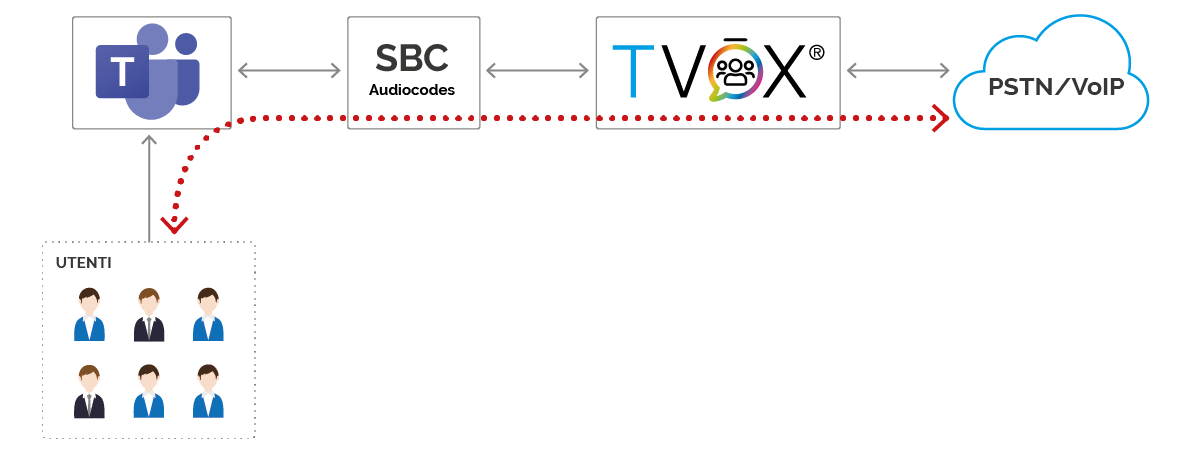 T
SBC
Audiocodes
TVOX®
PSTN/VoIP
UTENTI